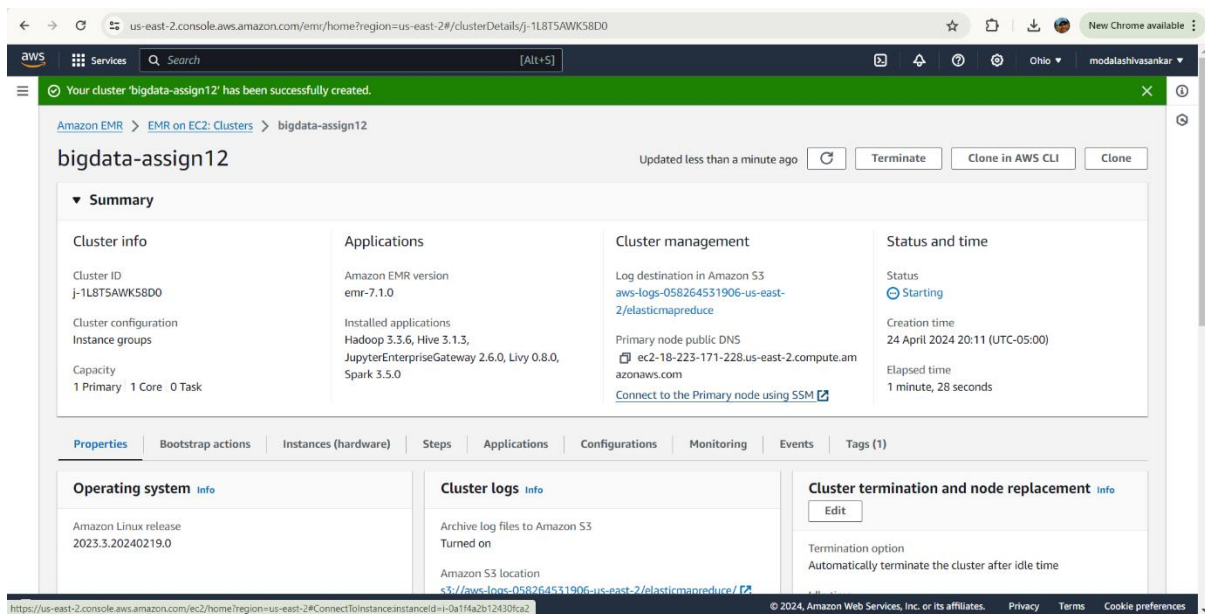 us-east-2.console.aws.amazon.com/emr/home?region=us-east-2#/clusterDetails/j-1L8T5AWK58D0
New Chrome available
aws
Services
Search
[Alt+S]
Ohio
modalashivasankar
Your cluster 'bigdata-assign12' has been successfully created.
Amazon EMR > EMR on EC2: Clusters > bigdata-assign12
bigdata-assign12
Updated less than a minute ago
Terminate
Clone in AWS CLI
Clone
Summary
Cluster info
Cluster ID
j-1L8T5AWK58D0
Cluster configuration
Instance groups
Capacity
1 Primary 1 Core 0 Task
Applications
Amazon EMR version
emr-7.1.0
Installed applications
Hadoop 3.3.6, Hive 3.1.3,
JupyterEnterpriseGateway 2.6.0, Livy 0.8.0,
Spark 3.5.0
Cluster management
Log destination in Amazon S3
aws-logs-058264531906-us-east-
2/elasticmapreduce
Primary node public DNS
ec2-18-223-171-228.us-east-2.compute.am
azonaws.com
Connect to the Primary node using SSM
Status and time
Status
Starting
Creation time
24 April 2024 20:11 (UTC-05:00)
Elapsed time
1 minute, 28 seconds
Properties
Bootstrap actions
Instances (hardware)
Steps
Applications
Configurations
Monitoring
Events
Tags (1)
Operating system Info
Amazon Linux release
2023.3.20240219.0
Cluster logs Info
Archive log files to Amazon S3
Turned on
Amazon S3 location
s3://aws-logs-058264531906-us-east-2/elasticmapreduce/
Cluster termination and node replacement Info
Edit
Termination option
Automatically terminate the cluster after idle time
https://us-east-2.console.aws.amazon.com/ec2/home?region=us-east-2#ConnectToInstance:instanceId=i-0a1f4a2b12430fca2
© 2024, Amazon Web Services, Inc. or its affiliates.
Privacy
Terms
Cookie preferences